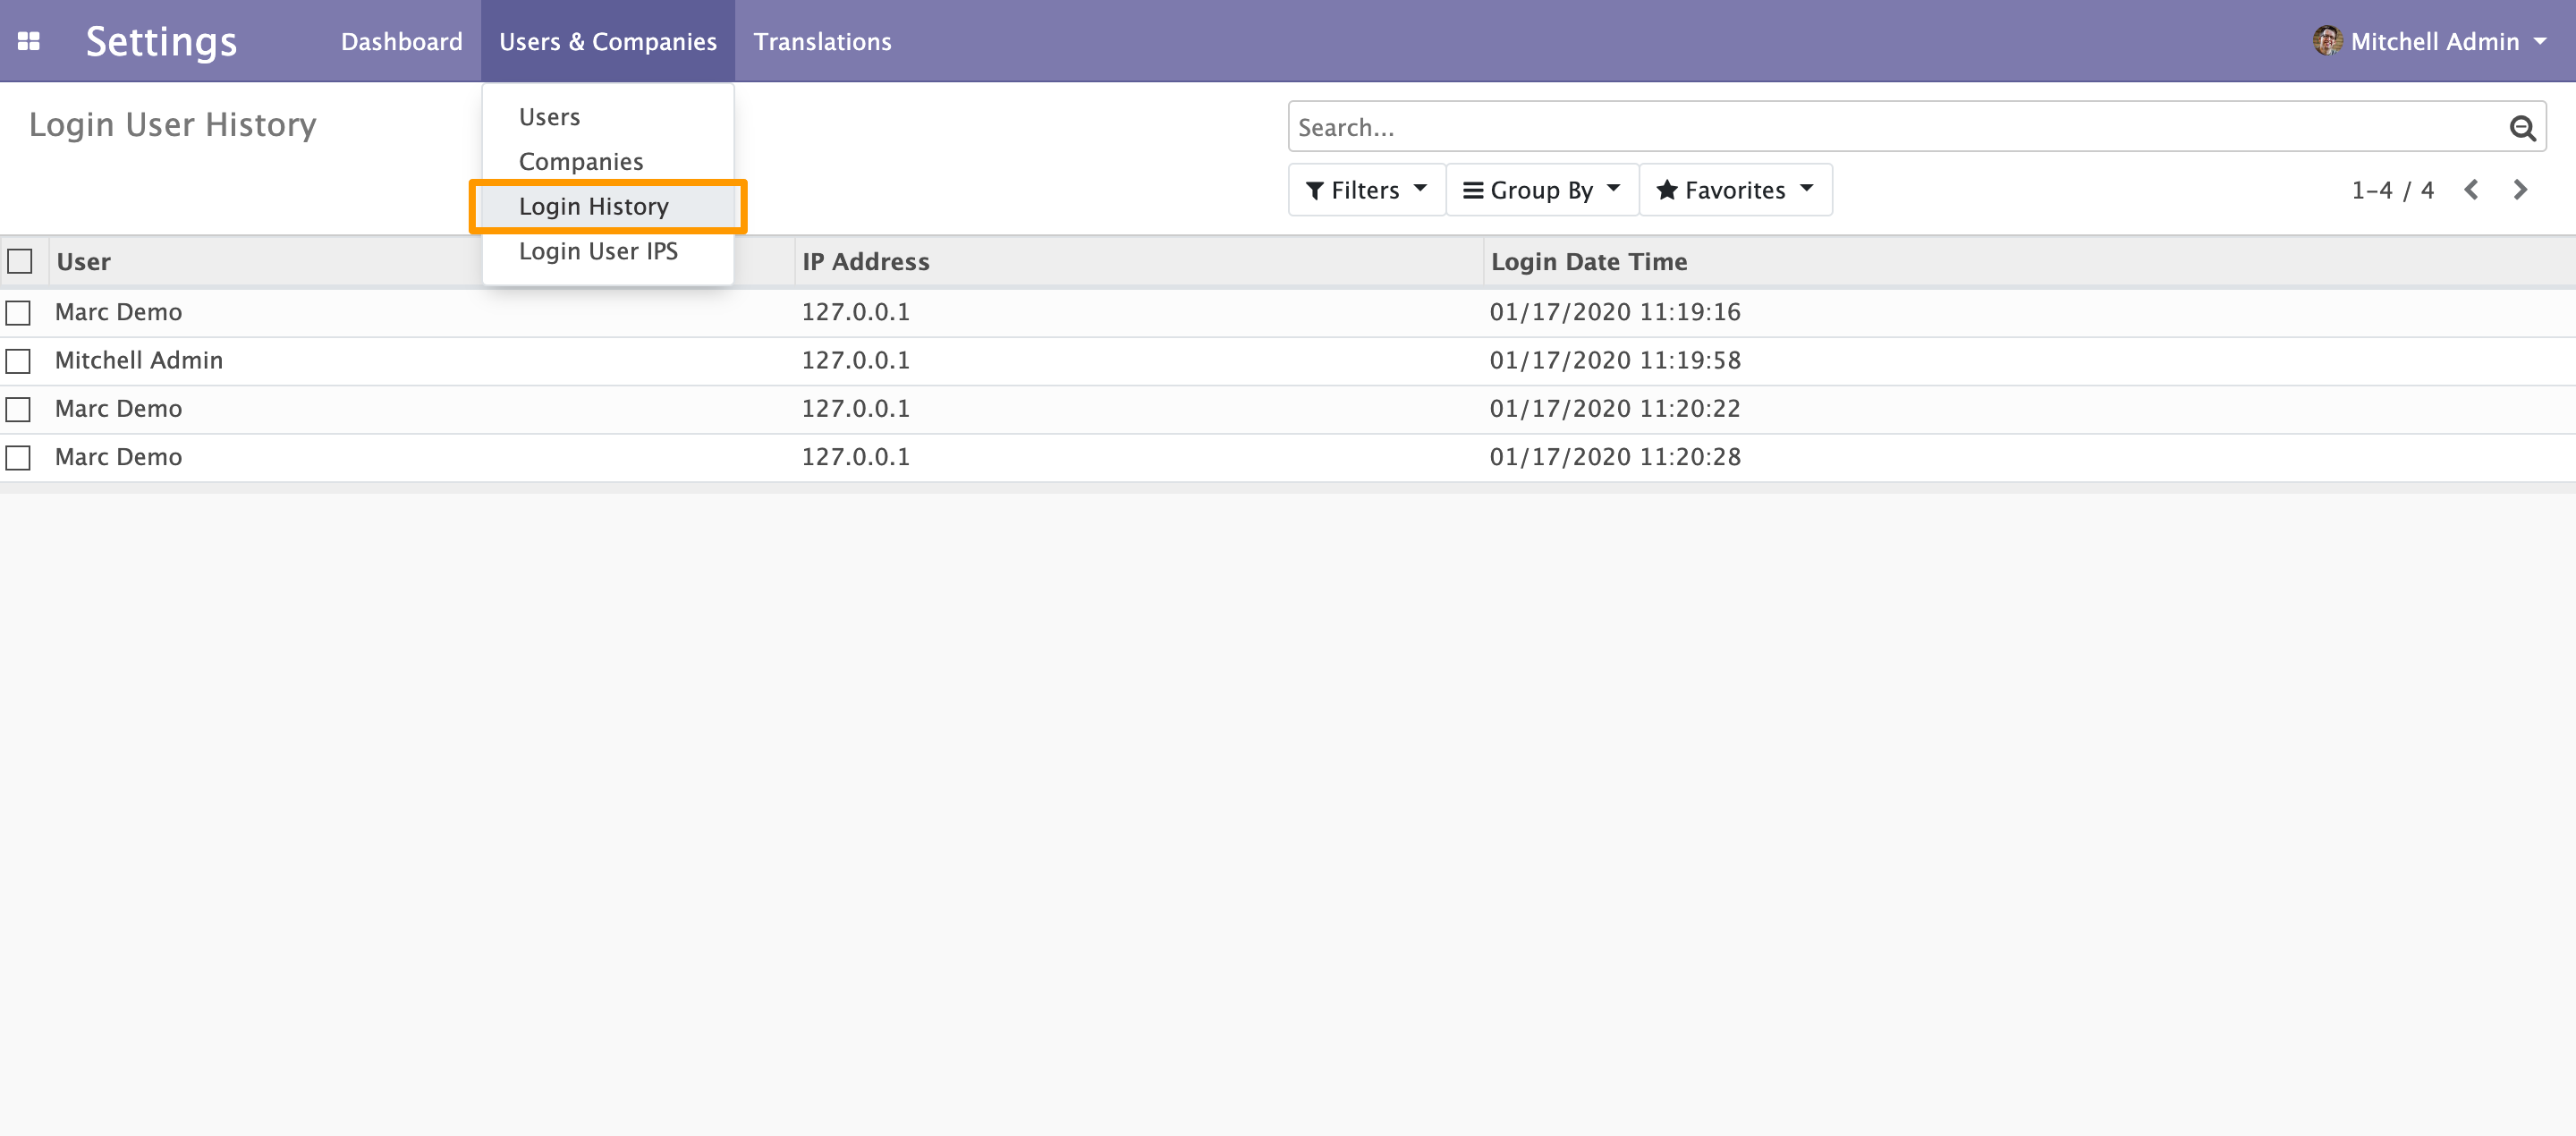 Settings Dashboard Users & Companies Translations Mitchell Admin
Login User History
Users
Companies
Login History
Login User IPS
Search...
Filters Group By Favorites 1-4 / 4
User IP Address Login Date Time
Marc Demo 127.0.0.1 01/17/2020 11:19:16
Mitchell Admin 127.0.0.1 01/17/2020 11:19:58
Marc Demo 127.0.0.1 01/17/2020 11:20:22
Marc Demo 127.0.0.1 01/17/2020 11:20:28